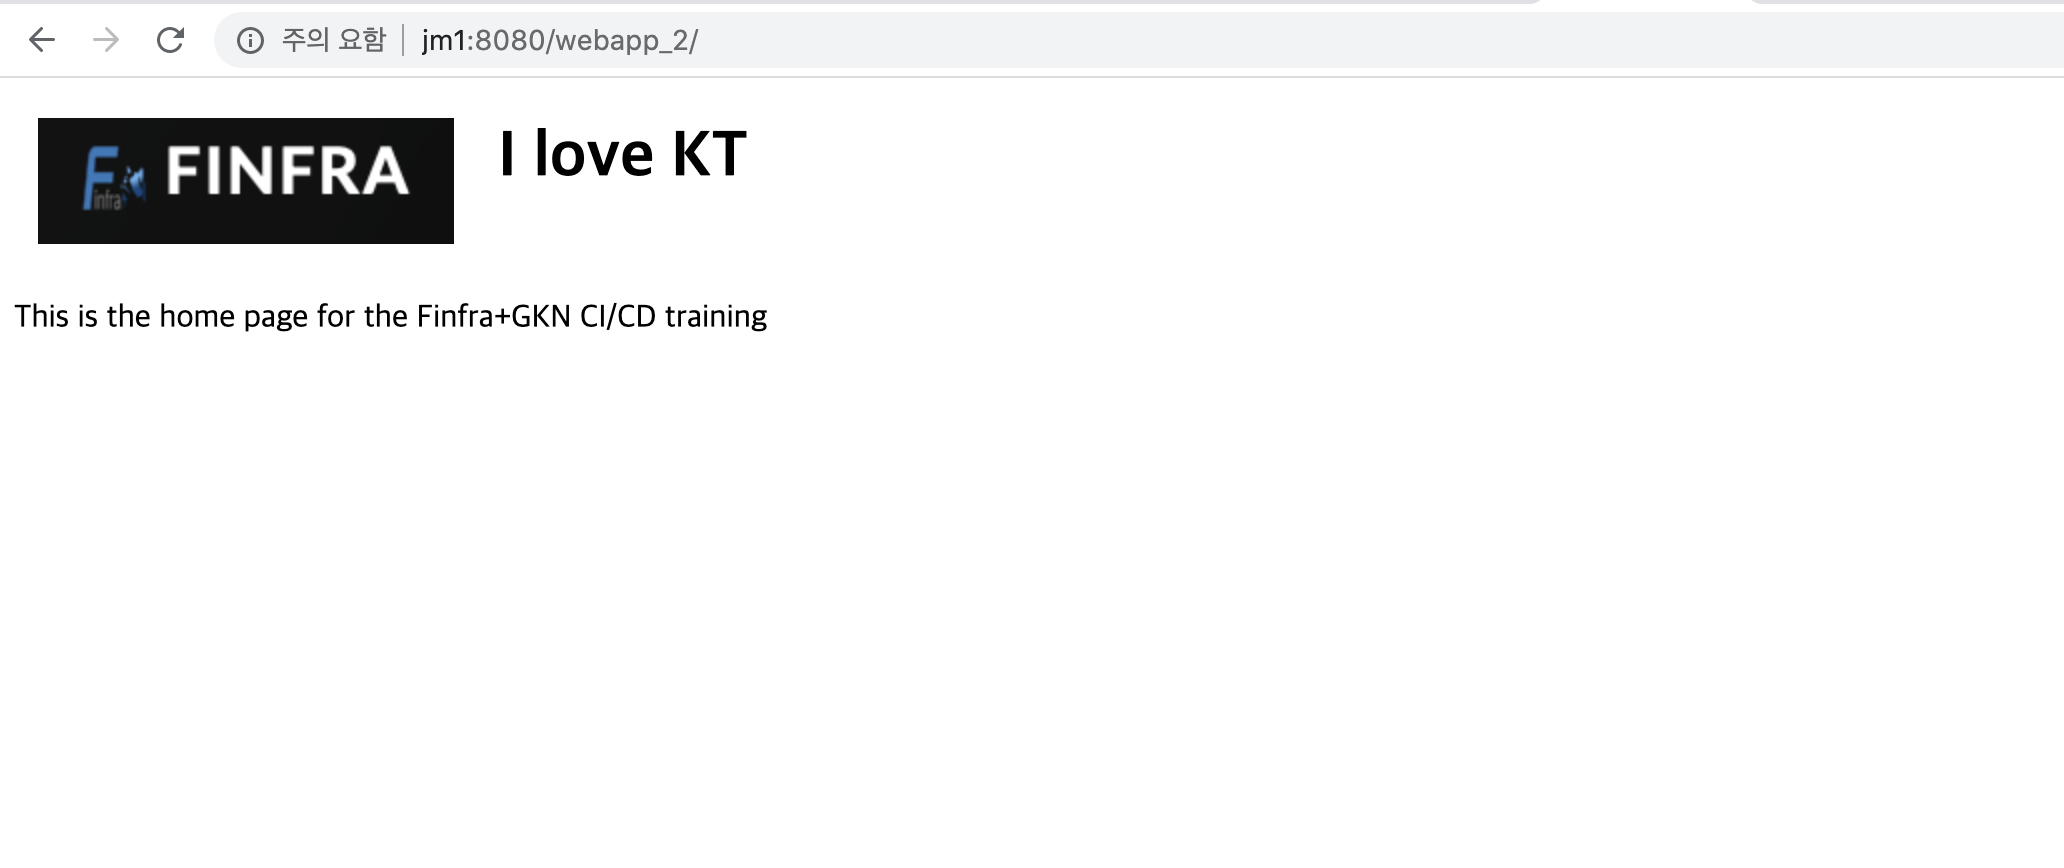 주의 요함 jm1:8080/webapp_2/
F infra FINFRA
I love KT
This is the home page for the Finfra+GKN CI/CD training